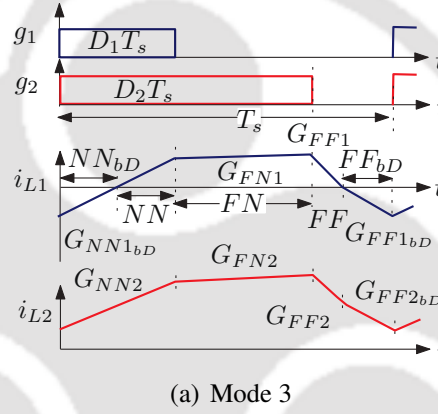 g1 D1Ts t
g2 D2Ts
Ts
GFF1
NNbD FFbD
iL1 GFN1 t
NN FN FF
GNN1bD GFF1bD
GNN2 GFN2
iL2 GFF2 GFF2bD
(a) Mode 3